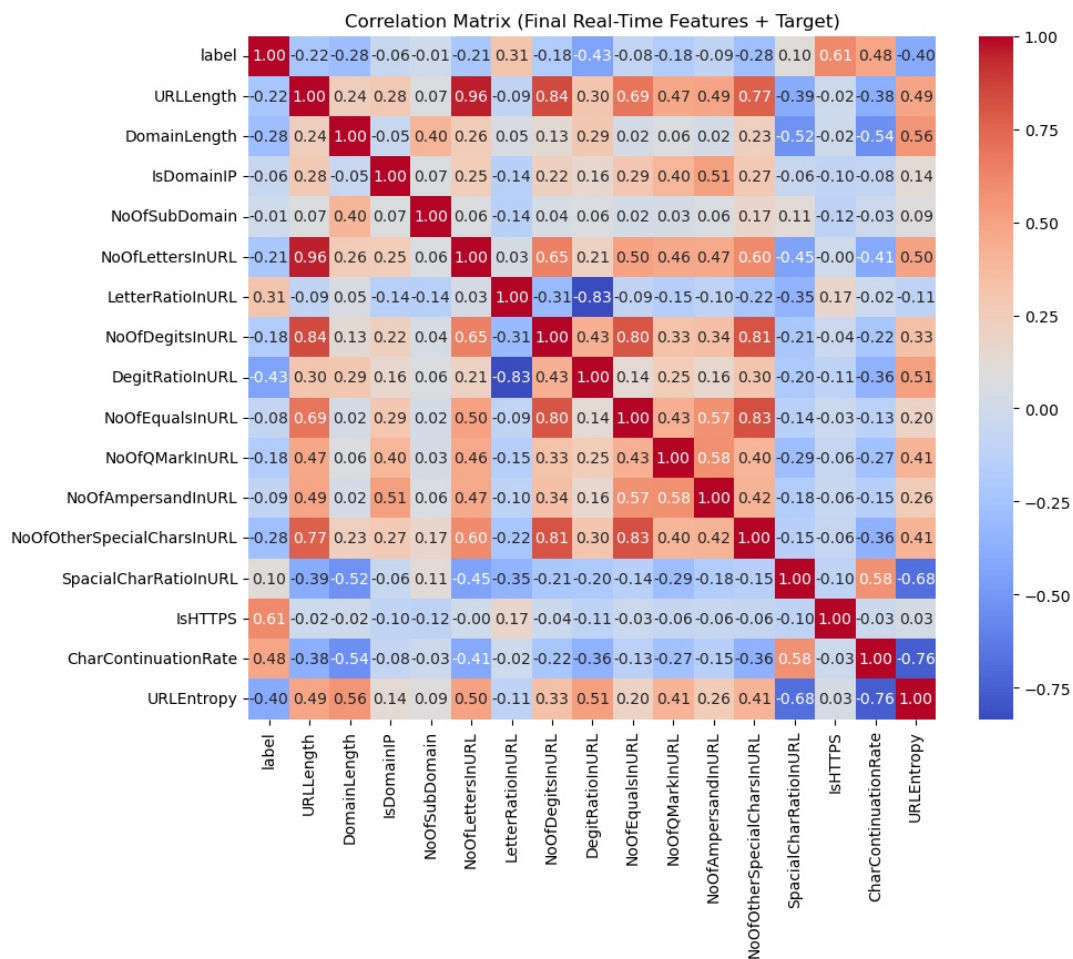 Correlation Matrix (Final Real-Time Features + Target)
label 1.00 -0.22 -0.28 -0.06 -0.01 -0.21 0.31 -0.18 -0.43 -0.08 -0.18 -0.09 -0.28 0.10 0.61 0.48 -0.40
URLLength -0.22 1.00 0.24 0.28 0.07 0.96 -0.09 0.84 0.30 0.69 0.47 0.49 0.77 -0.39 -0.02 -0.38 0.49
DomainLength -0.28 0.24 1.00 -0.05 0.40 0.26 0.05 0.13 0.29 0.02 0.06 0.02 0.23 -0.52 -0.02 -0.54 0.56
IsDomainIP -0.06 0.28 -0.05 1.00 0.07 0.25 -0.14 0.22 0.16 0.29 0.40 0.51 0.27 -0.06 -0.10 -0.08 0.14
NoOfSubDomain -0.01 0.07 0.40 0.07 1.00 0.06 -0.14 0.04 0.06 0.02 0.03 0.06 0.17 0.11 -0.12 -0.03 0.09
NoOfLettersInURL -0.21 0.96 0.26 0.25 0.06 1.00 0.03 0.65 0.21 0.50 0.46 0.47 0.60 -0.45 -0.00 -0.41 0.50
LetterRatioInURL 0.31 -0.09 0.05 -0.14 -0.14 0.03 1.00 -0.31 -0.83 -0.09 -0.15 -0.10 -0.22 -0.35 0.17 -0.02 -0.11
NoOfDegitsInURL -0.18 0.84 0.13 0.22 0.04 0.65 -0.31 1.00 0.43 0.80 0.33 0.34 0.81 -0.21 -0.04 -0.22 0.33
DegitRatioInURL -0.43 0.30 0.29 0.16 0.06 0.21 -0.83 0.43 1.00 0.14 0.25 0.16 0.30 -0.20 -0.11 -0.36 0.51
NoOfEqualsInURL -0.08 0.69 0.02 0.29 0.02 0.50 -0.09 0.80 0.14 1.00 0.43 0.57 0.83 -0.14 -0.03 -0.13 0.20
NoOfQMarkInURL -0.18 0.47 0.06 0.40 0.03 0.46 -0.15 0.33 0.25 0.43 1.00 0.58 0.40 -0.29 -0.06 -0.27 0.41
NoOfAmpersandInURL -0.09 0.49 0.02 0.51 0.06 0.47 -0.10 0.34 0.16 0.57 0.58 1.00 0.42 -0.18 -0.06 -0.15 0.26
NoOfOtherSpecialCharsInURL -0.28 0.77 0.23 0.27 0.17 0.60 -0.22 0.81 0.30 0.83 0.40 0.42 1.00 -0.15 -0.06 -0.36 0.41
SpacialCharRatioInURL 0.10 -0.39 -0.52 -0.06 0.11 -0.45 -0.35 -0.21 -0.20 -0.14 -0.29 -0.18 -0.15 1.00 -0.10 0.58 -0.68
IsHTTPS 0.61 -0.02 -0.02 -0.10 -0.12 -0.00 0.17 -0.04 -0.11 -0.03 -0.06 -0.06 -0.06 -0.10 1.00 -0.03 0.03
CharContinuationRate 0.48 -0.38 -0.54 -0.08 -0.03 -0.41 -0.02 -0.22 -0.36 -0.13 -0.27 -0.15 -0.36 0.58 -0.03 1.00 -0.76
URLEntropy -0.40 0.49 0.56 0.14 0.09 0.50 -0.11 0.33 0.51 0.20 0.41 0.26 0.41 -0.68 0.03 -0.76 1.00
label
URLLength
DomainLength
IsDomainIP
NoOfSubDomain
NoOfLettersInURL
LetterRatioInURL
NoOfDegitsInURL
DegitRatioInURL
NoOfEqualsInURL
NoOfQMarkInURL
NoOfAmpersandInURL
NoOfOtherSpecialCharsInURL
SpacialCharRatioInURL
IsHTTPS
CharContinuationRate
URLEntropy
1.00
0.75
0.50
0.25
0.00
−0.25
−0.50
−0.75